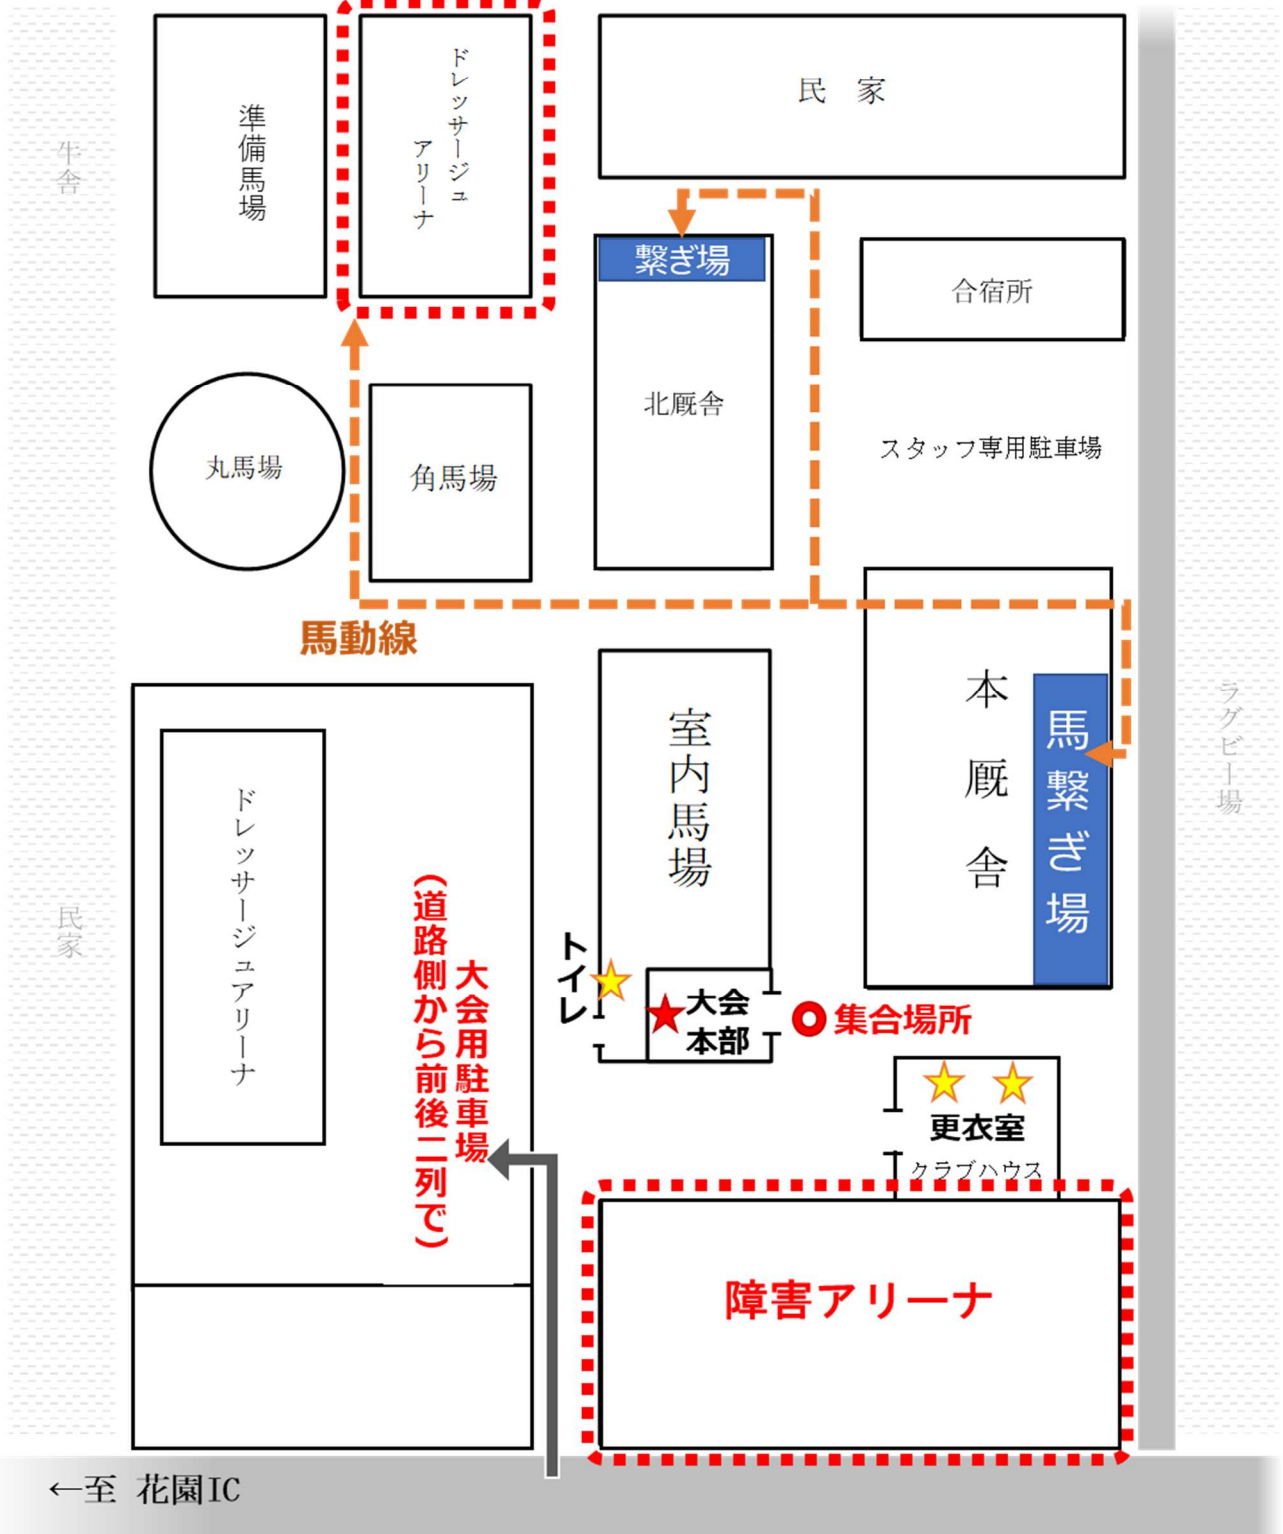 準備馬場
ドレッサージュ
アリーナ
民 家
牛舎
繋ぎ場
合宿所
北厩舎
スタッフ専用駐車場
丸馬場
角馬場
馬動線
本厩舎
馬繋ぎ場
室内馬場
ラグビー場
ドレッサージュアリーナ
民家
大会用駐車場
(道路側から前後二列で)
トイレ
大会
本部
集合場所
更衣室
クラブハウス
障害アリーナ
←至 花園IC